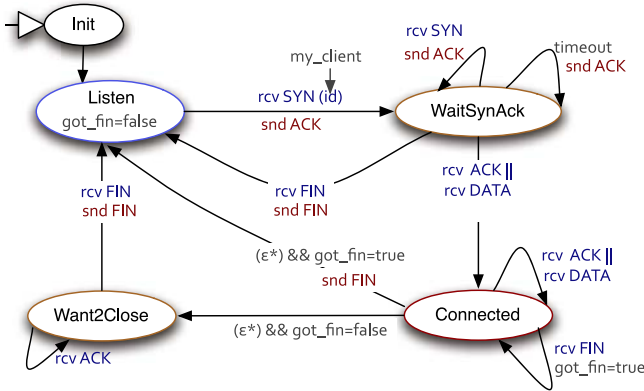 Init
my_client
rcv SYN
snd ACK
timeout
snd ACK
Listen
got_fin=false
rcv SYN (id)
snd ACK
WaitSynAck
rcv ACK ||
rcv DATA
rcv FIN
snd FIN
rcv FIN
snd FIN
(ε*) && got_fin=true
snd FIN
rcv ACK ||
rcv DATA
Want2Close
Connected
(ε*) && got_fin=false
rcv ACK
rcv FIN
got_fin=true